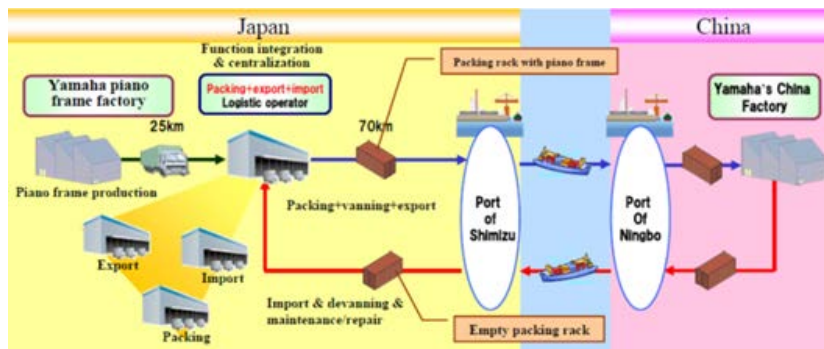 Japan
China
Function integration
& centralization
Packing rack with piano frame
Yamaha piano
frame factory
Packing+export+import
Logistic operator
Yamaha's China
Factory
25km
70km
Piano frame production
Packing+vanning+export
Port
of
Shimizu
Port
Of
Ningbo
Export
Import
Packing
Import & devanning &
maintenance/repair
Empty packing rack